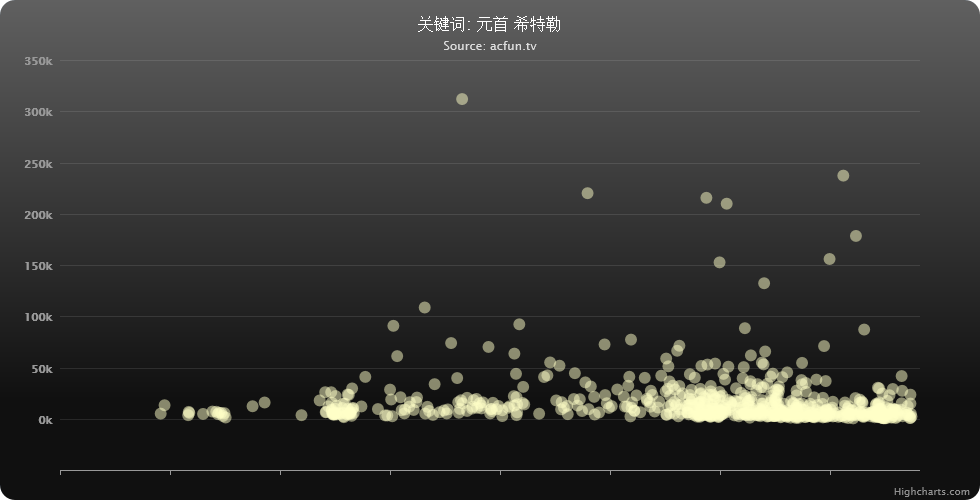 关键词: 元首 希特勒
Source: acfun.tv
350k
300k
250k
200k
150k
100k
50k
0k
Highcharts.com